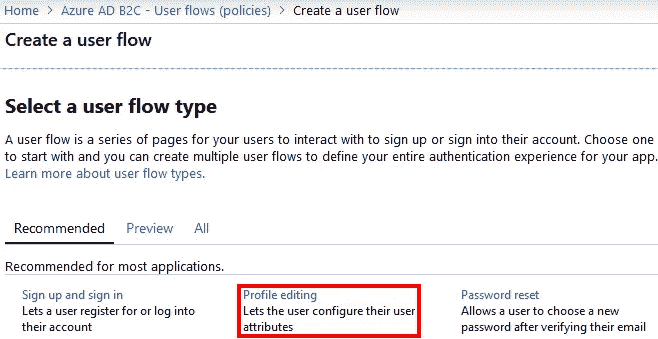 Home > Azure AD B2C - User flows (policies) > Create a user flow
Create a user flow
Select a user flow type
A user flow is a series of pages for your users to interact with to sign up or sign into their account. Choose one
to start with and you can create multiple user flows to define your entire authentication experience for your app.
Learn more about user flow types.
Recommended Preview All
Recommended for most applications.
Sign up and sign in
Lets a user register for or log into
their account
Profile editing
Lets the user configure their user
attributes
Password reset
Allows a user to choose a new
password after verifying their email